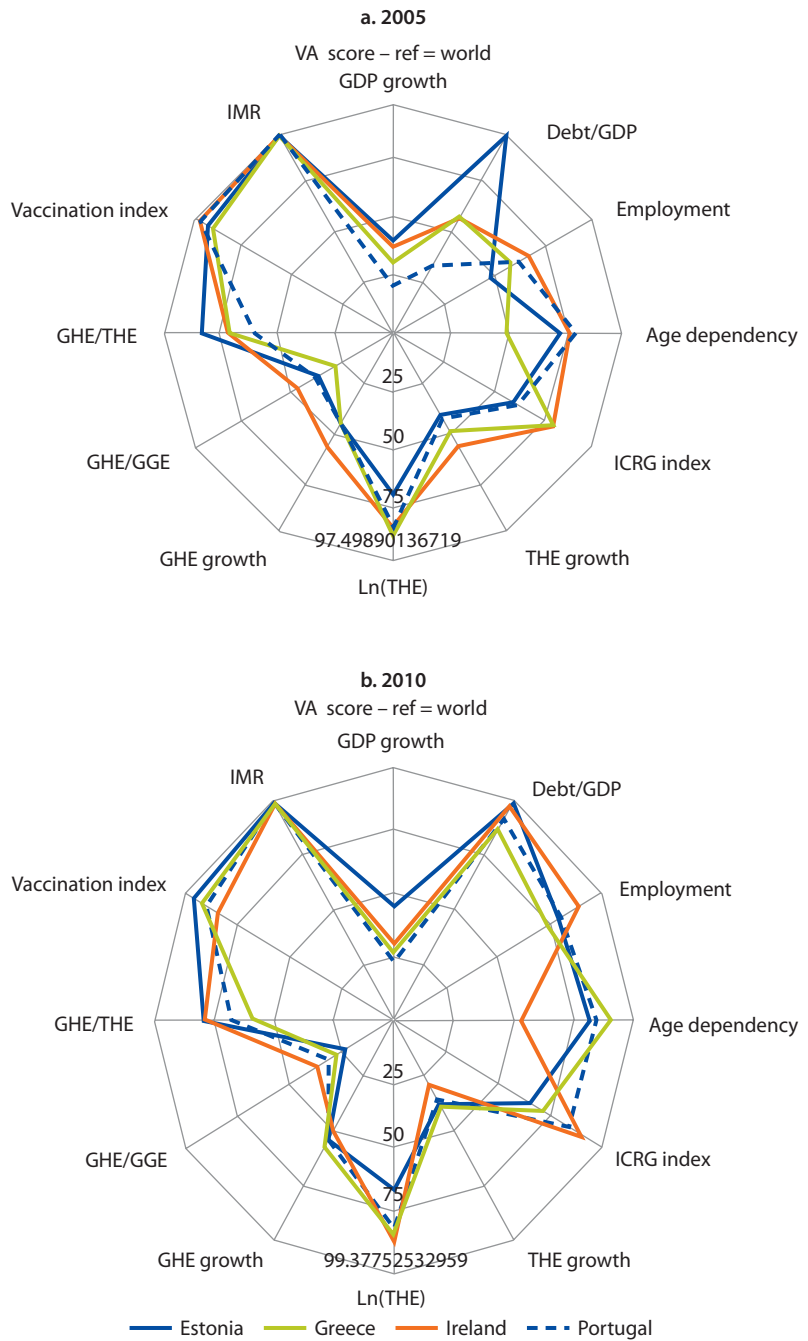 a. 2005
VA score – ref = world
GDP growth
IMR
Debt/GDP
Vaccination index
Employment
GHE/THE
Age dependency
25
GHE/GGE
ICRG index
50
75
97.49890136719
GHE growth
THE growth
Ln(THE)
b. 2010
VA score – ref = world
GDP growth
IMR
Debt/GDP
Vaccination index
Employment
GHE/THE
Age dependency
25
50
GHE/GGE
ICRG index
75
GHE growth
99.37752532959
THE growth
Ln(THE)
Estonia Greece Ireland Portugal